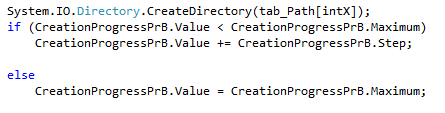 System.IO.Directory.CreateDirectory(tab_Path[intX]);
if (CreationProgressPrB.Value < CreationProgressPrB.Maximum)
    CreationProgressPrB.Value += CreationProgressPrB.Step;
else
    CreationProgressPrB.Value = CreationProgressPrB.Maximum;